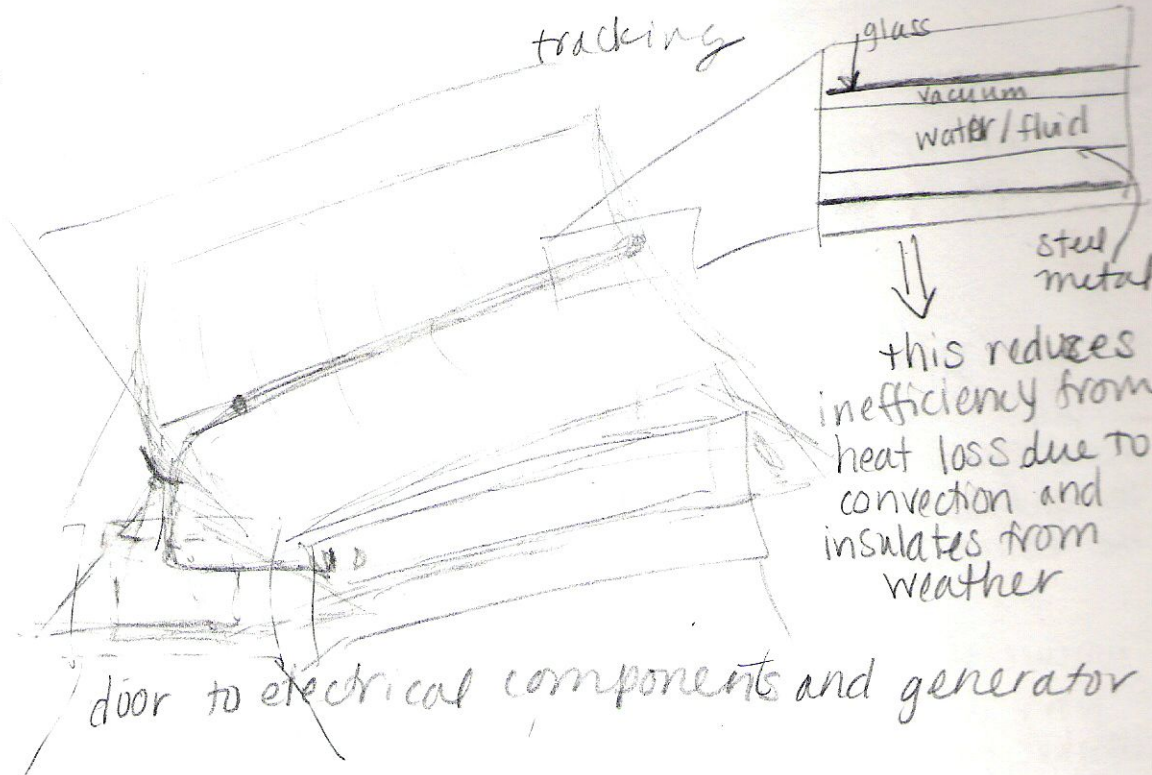 tracking
glass
vacuum
water/fluid
steel
metal
this reduces
inefficiency from
heat loss due to
convection and
insulates from
weather
door to electrical components and generator